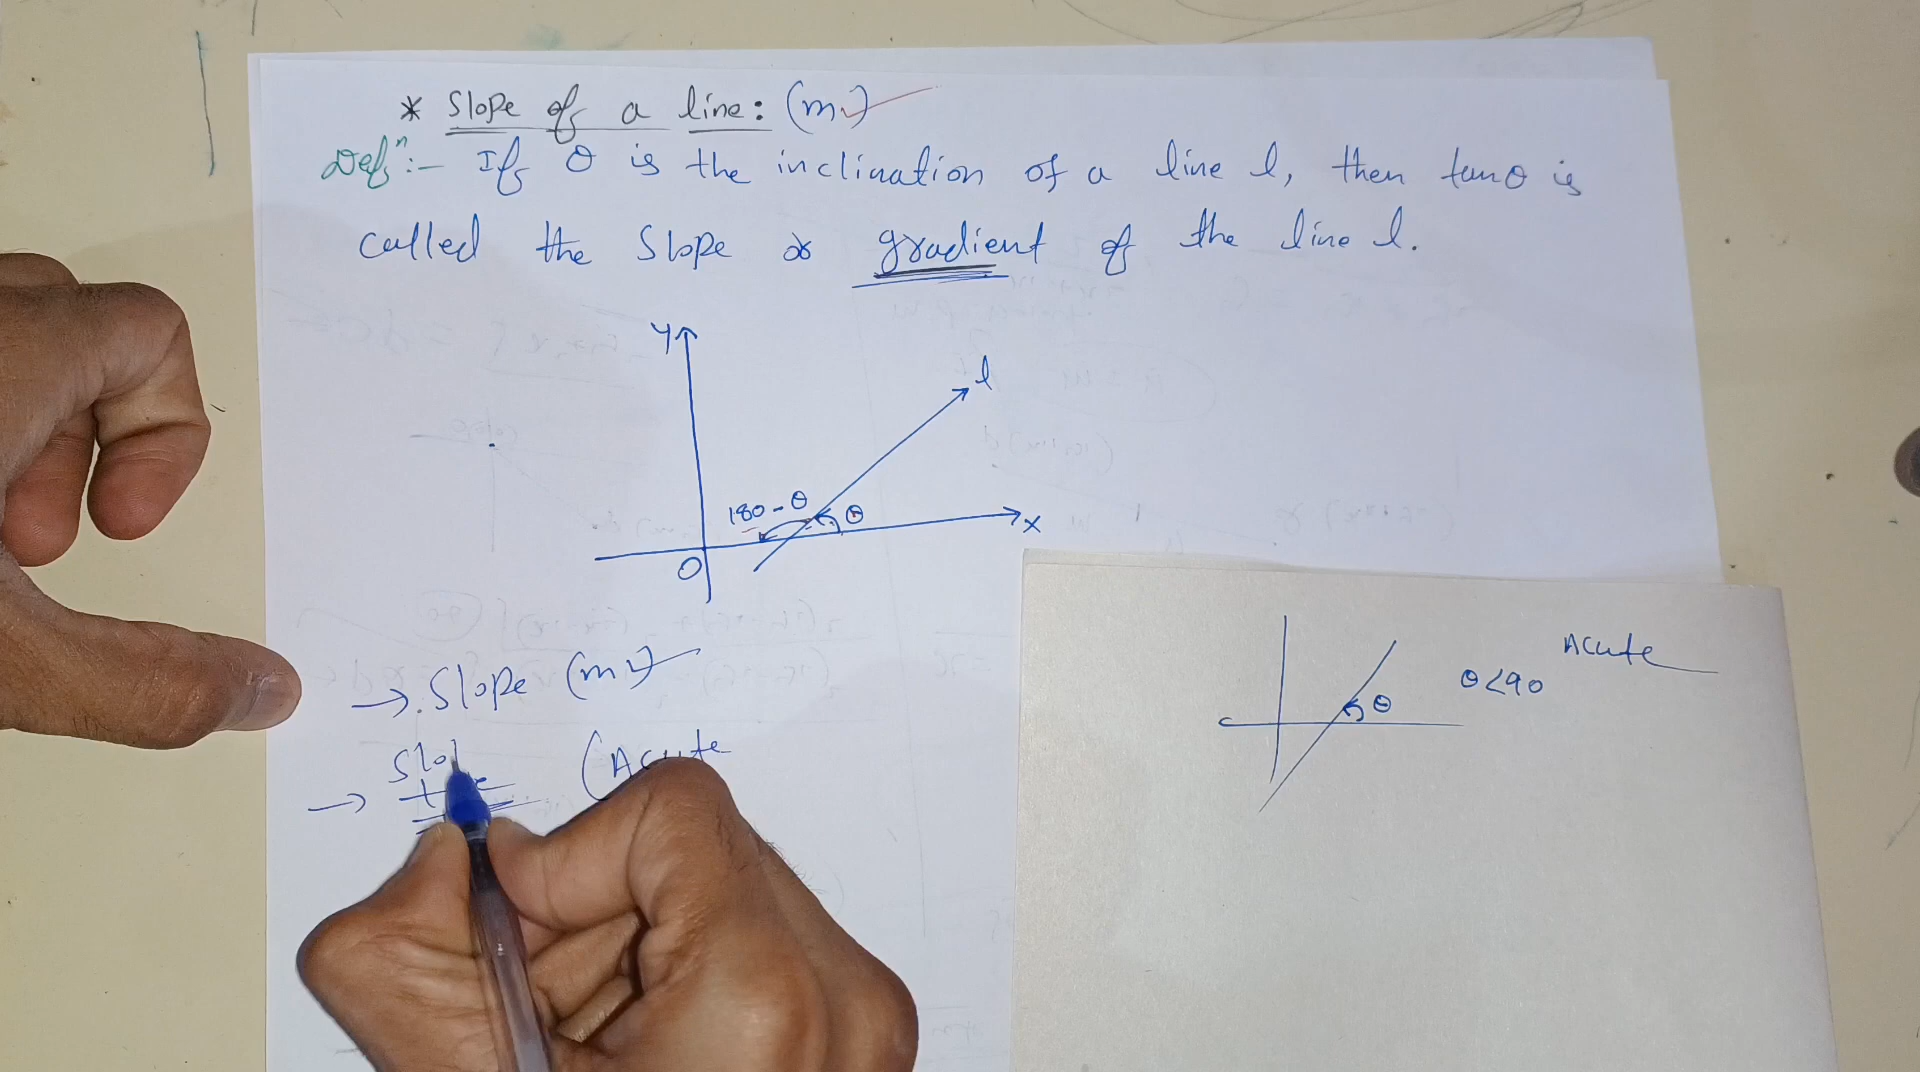 * Slope of a line: (m)
Defⁿ:- If θ is the inclination of a line l, then tanθ is
called the Slope or gradient of the line l.
y
l
180-θ
θ
x
O
→. Slope (m)
Slo
→ (Acute
Acute
θ<90
θ